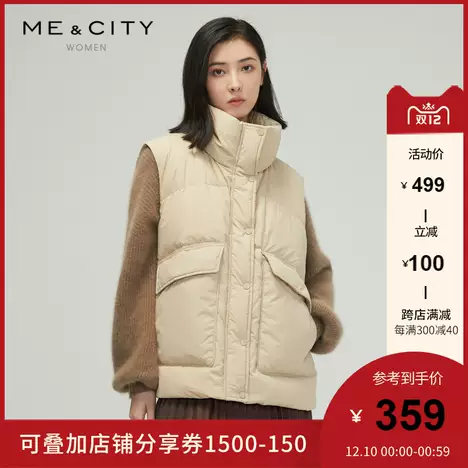 ME & CITY
WOMEN
双12
活动价
¥ 499
立减
¥100
跨店满减
每满300减40
参考到手价
¥ 359
12.10 00:00-00:59
可叠加店铺分享券1500-150